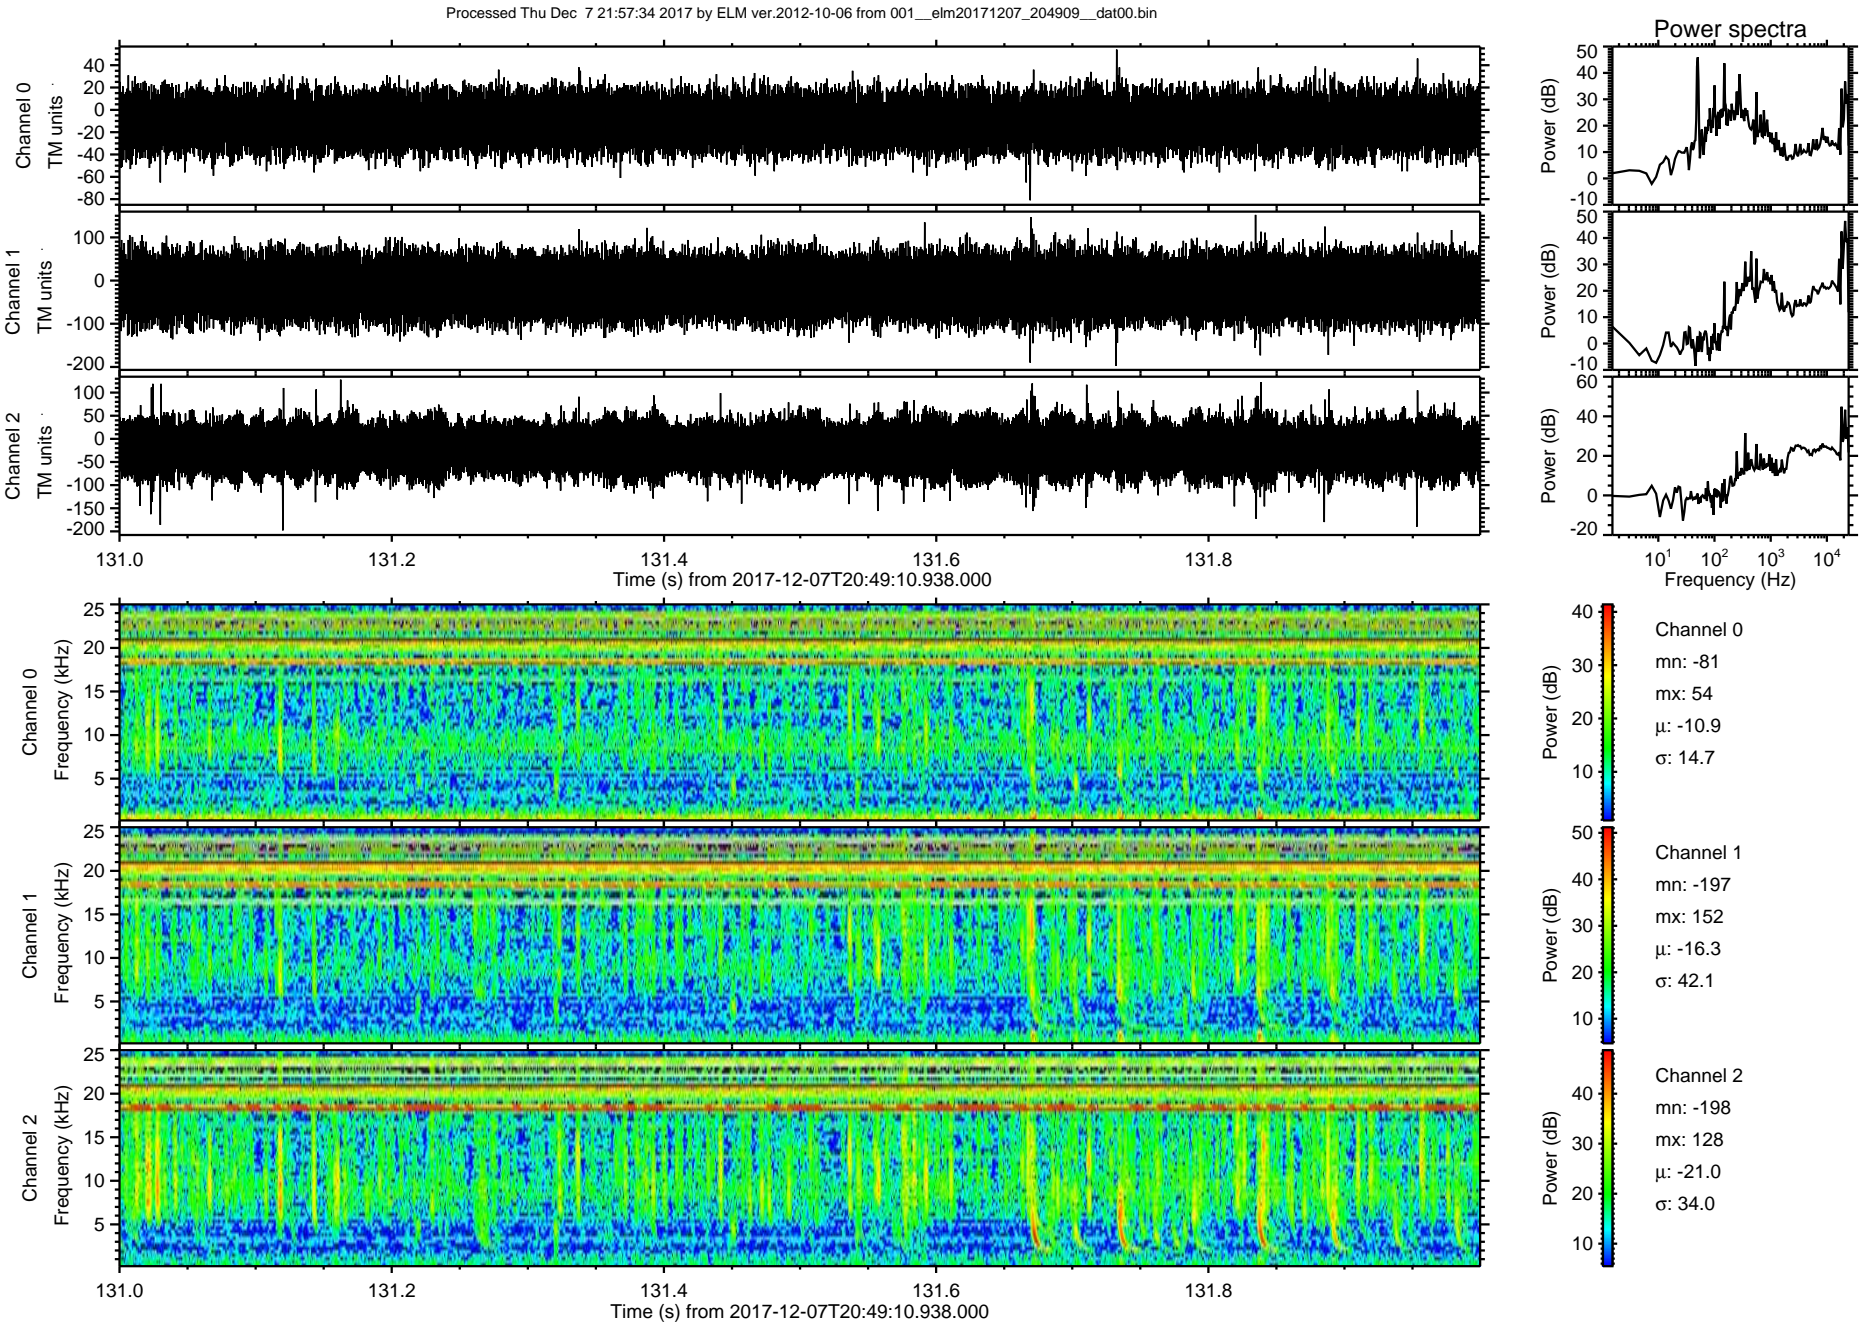 Processed Thu Dec 7 21:57:34 2017 by ELM ver.2012-10-06 from 001__elm20171207_204909__dat00.bin
Power spectra
Channel 0
TM units
40
20
0
-20
-40
-60
-80
Power (dB)
50
40
30
20
10
0
-10
Channel 1
TM units
100
0
-100
-200
Power (dB)
50
40
30
20
10
0
-10
Channel 2
TM units
100
50
0
-50
-100
-150
-200
Power (dB)
60
40
20
0
-20
131.0 131.2 131.4 131.6 131.8
Time (s) from 2017-12-07T20:49:10.938.000
10^1 10^2 10^3 10^4
Frequency (Hz)
Channel 0
Frequency (kHz)
25
20
15
10
5
Power (dB)
40
30
20
10
Channel 0
mn: -81
mx: 54
μ: -10.9
σ: 14.7
Channel 1
Frequency (kHz)
25
20
15
10
5
Power (dB)
50
40
30
20
10
Channel 1
mn: -197
mx: 152
μ: -16.3
σ: 42.1
Channel 2
Frequency (kHz)
25
20
15
10
5
Power (dB)
40
30
20
10
Channel 2
mn: -198
mx: 128
μ: -21.0
σ: 34.0
131.0 131.2 131.4 131.6 131.8
Time (s) from 2017-12-07T20:49:10.938.000